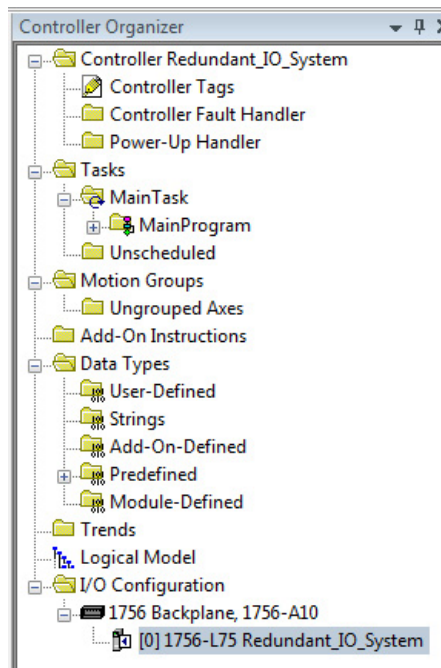 Controller Organizer
Controller Redundant_IO_System
Controller Tags
Controller Fault Handler
Power-Up Handler
Tasks
MainTask
MainProgram
Unscheduled
Motion Groups
Ungrouped Axes
Add-On Instructions
Data Types
User-Defined
Strings
Add-On-Defined
Predefined
Module-Defined
Trends
Logical Model
I/O Configuration
1756 Backplane, 1756-A10
[0] 1756-L75 Redundant_IO_System